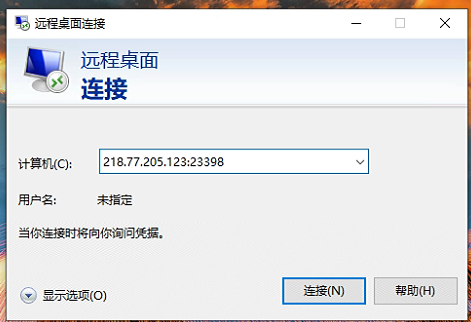 远程桌面连接
远程桌面
连接
计算机(C): 218.77.205.123:23398
用户名: 未指定
当你连接时将向你询问凭据。
显示选项(O) 连接(N) 帮助(H)